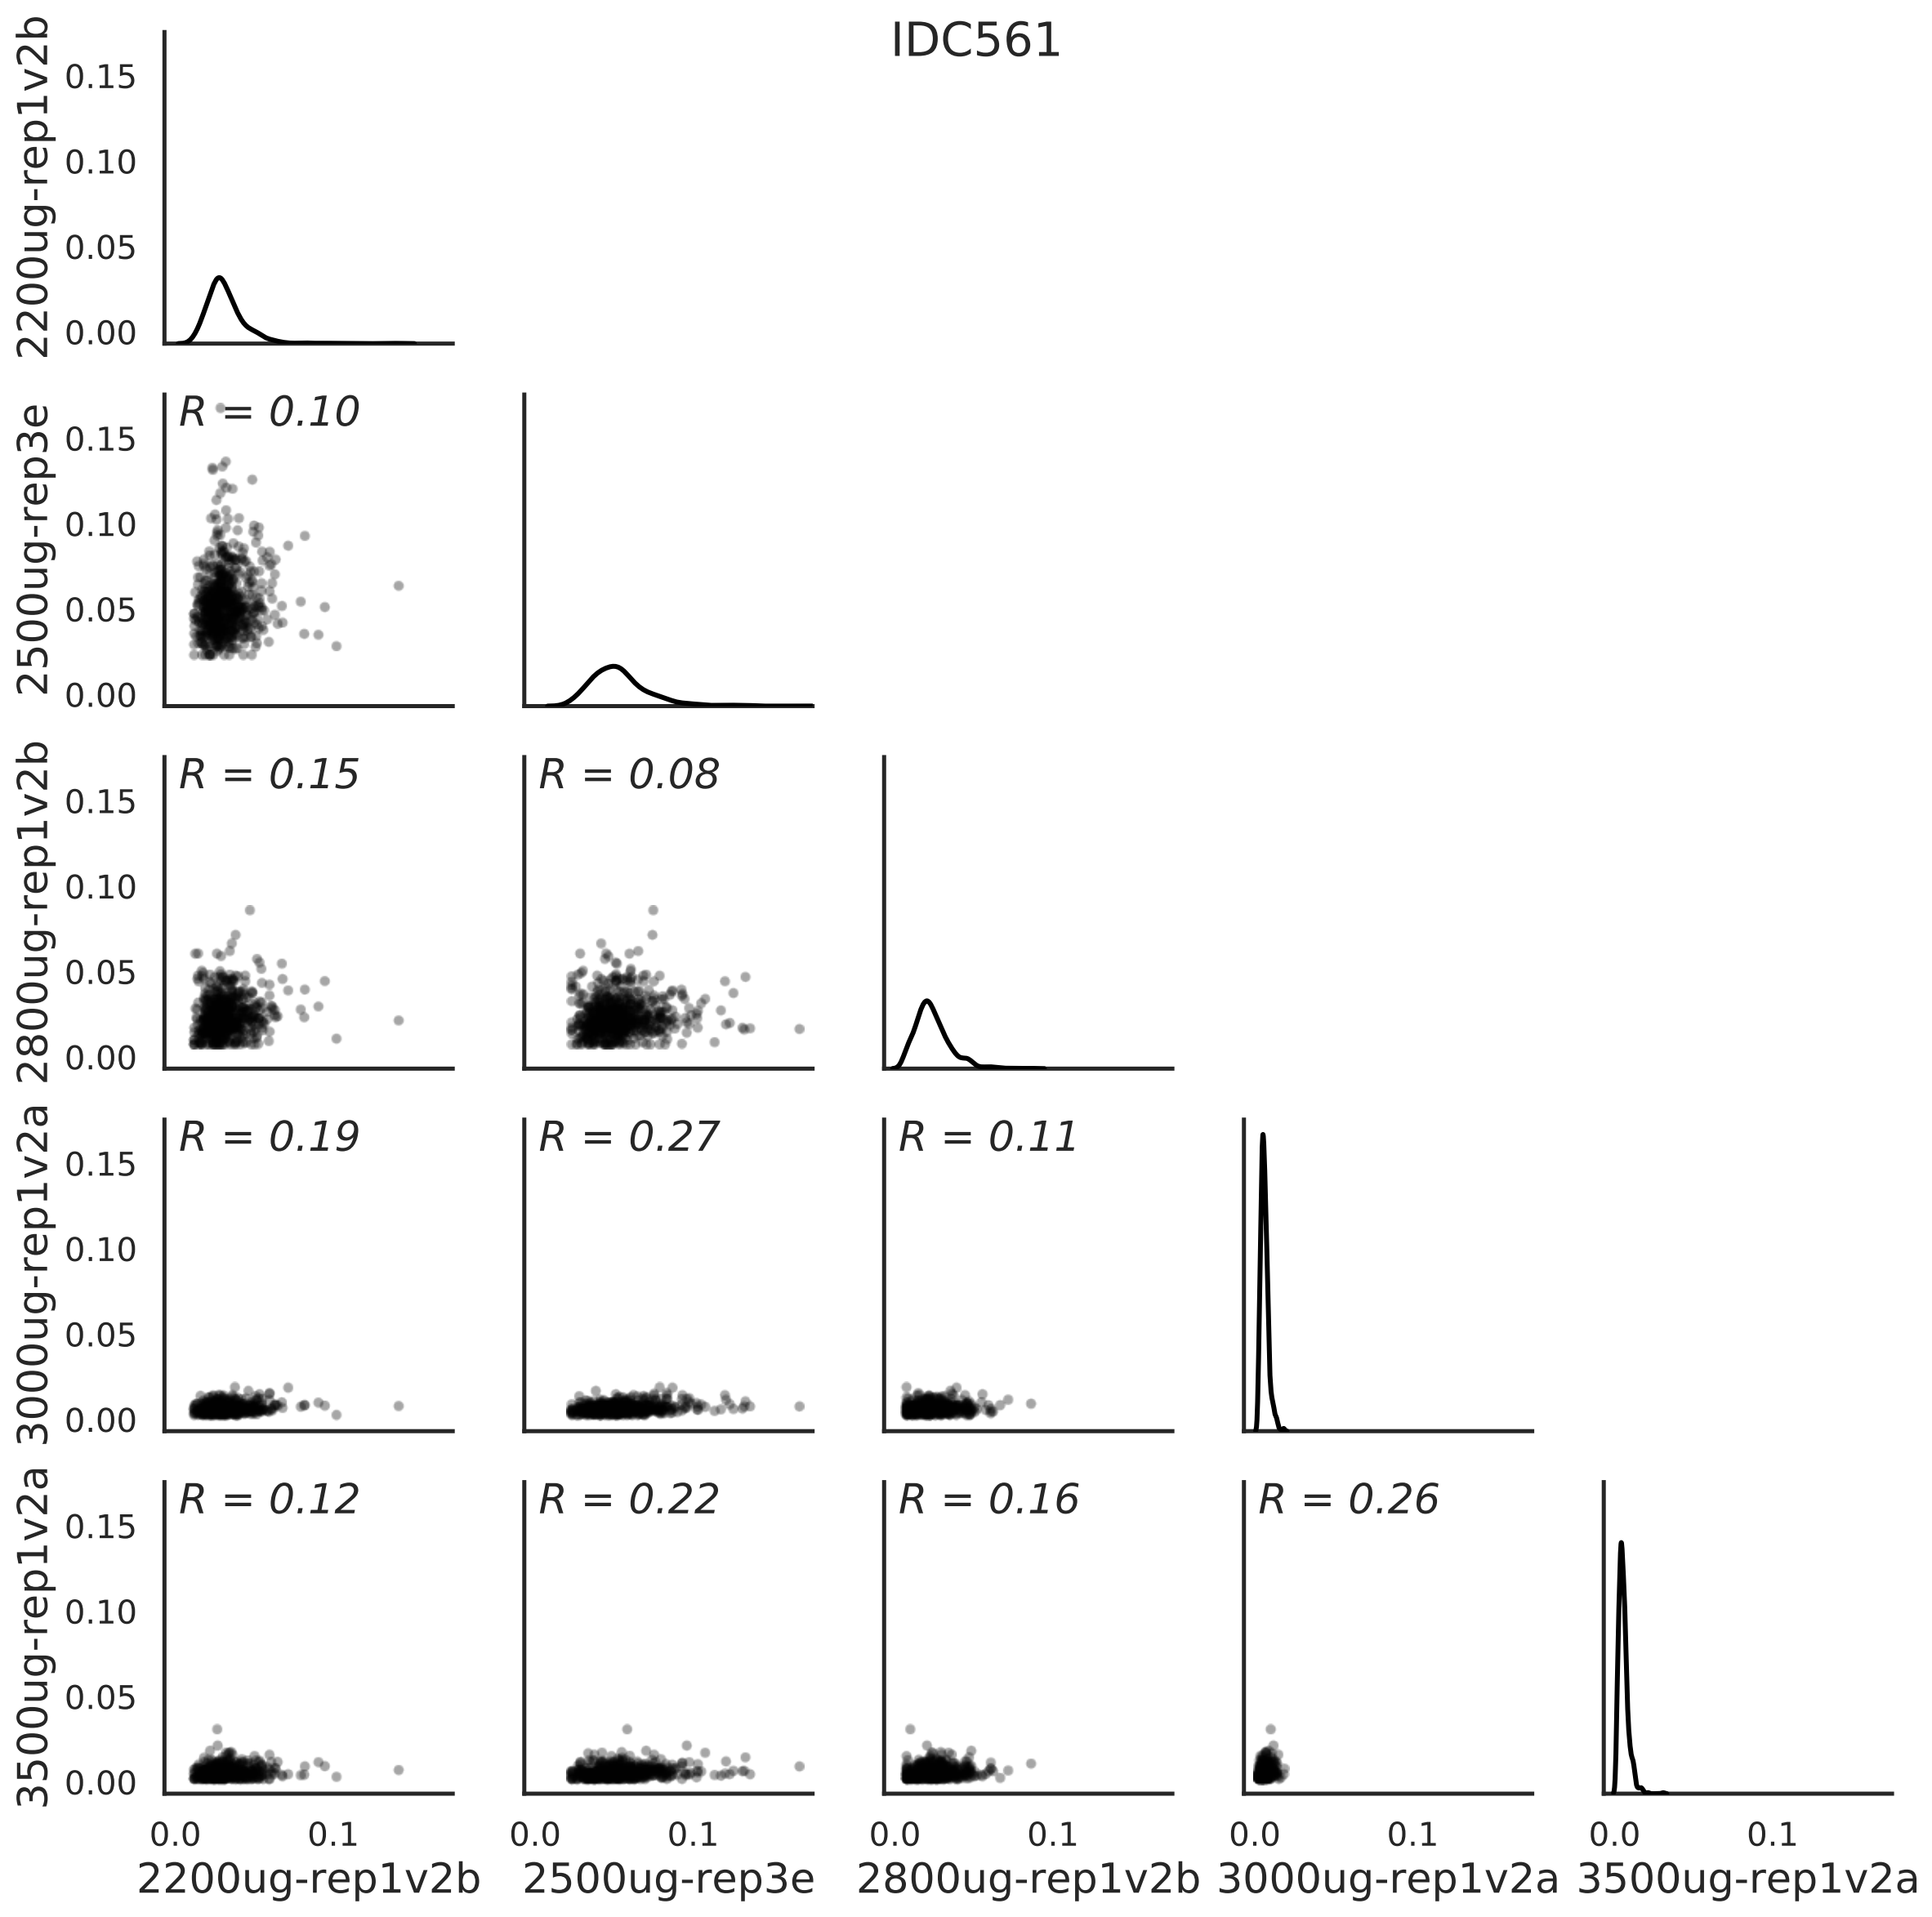 IDC561
2200ug-rep1v2b
0.15
0.10
0.05
0.00
2500ug-rep3e
0.15
0.10
0.05
0.00
R = 0.10
2800ug-rep1v2b
0.15
0.10
0.05
0.00
R = 0.15
R = 0.08
3000ug-rep1v2a
0.15
0.10
0.05
0.00
R = 0.19
R = 0.27
R = 0.11
3500ug-rep1v2a
0.15
0.10
0.05
0.00
R = 0.12
R = 0.22
R = 0.16
R = 0.26
0.0 0.1 0.0 0.1 0.0 0.1 0.0 0.1 0.0 0.1
2200ug-rep1v2b 2500ug-rep3e 2800ug-rep1v2b 3000ug-rep1v2a 3500ug-rep1v2a